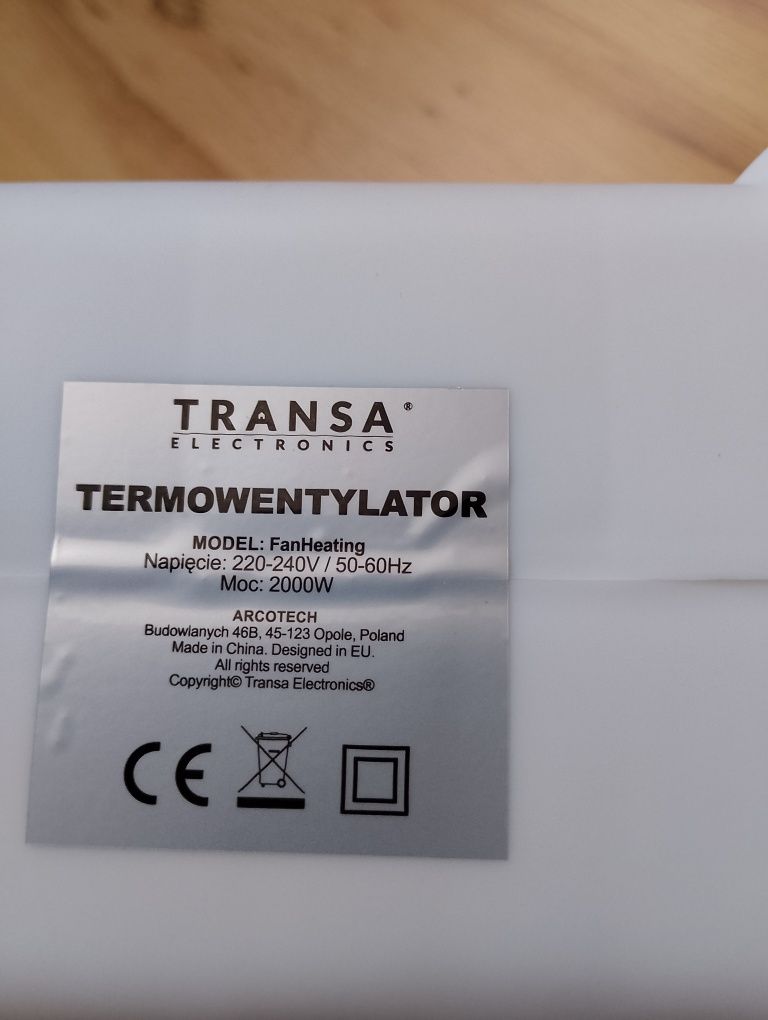 TRANSA®
ELECTRONICS
TERMOWENTYLATOR
MODEL: FanHeating
Napięcie: 220-240V / 50-60Hz
Moc: 2000W
ARCOTECH
Budowlanych 46B, 45-123 Opole, Poland
Made in China. Designed in EU.
All rights reserved
Copyright© Transa Electronics®
CE